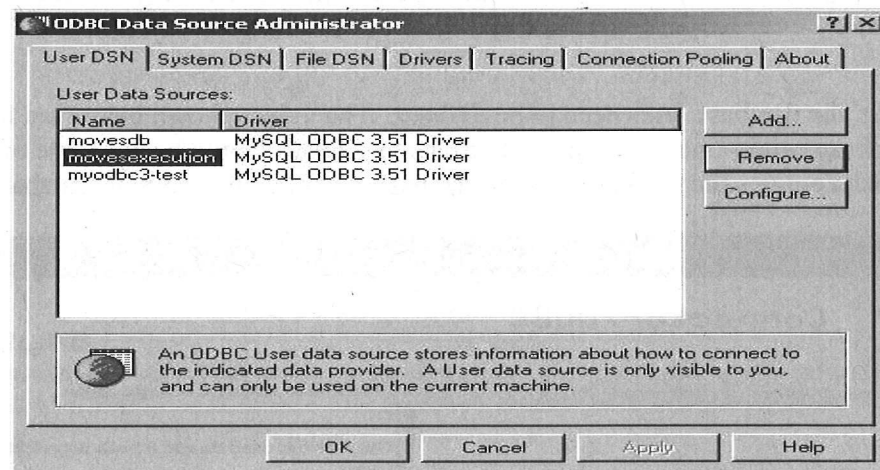 ODBC Data Source Administrator
User DSN System DSN File DSN Drivers Tracing Connection Pooling About
User Data Sources:
Name Driver
movesdb MySQL ODBC 3.51 Driver
movesexecution MySQL ODBC 3.51 Driver
myodbc3-test MySQL ODBC 3.51 Driver
Add...
Remove
Configure...
An ODBC User data source stores information about how to connect to
the indicated data provider. A User data source is only visible to you,
and can only be used on the current machine.
OK Cancel Apply Help